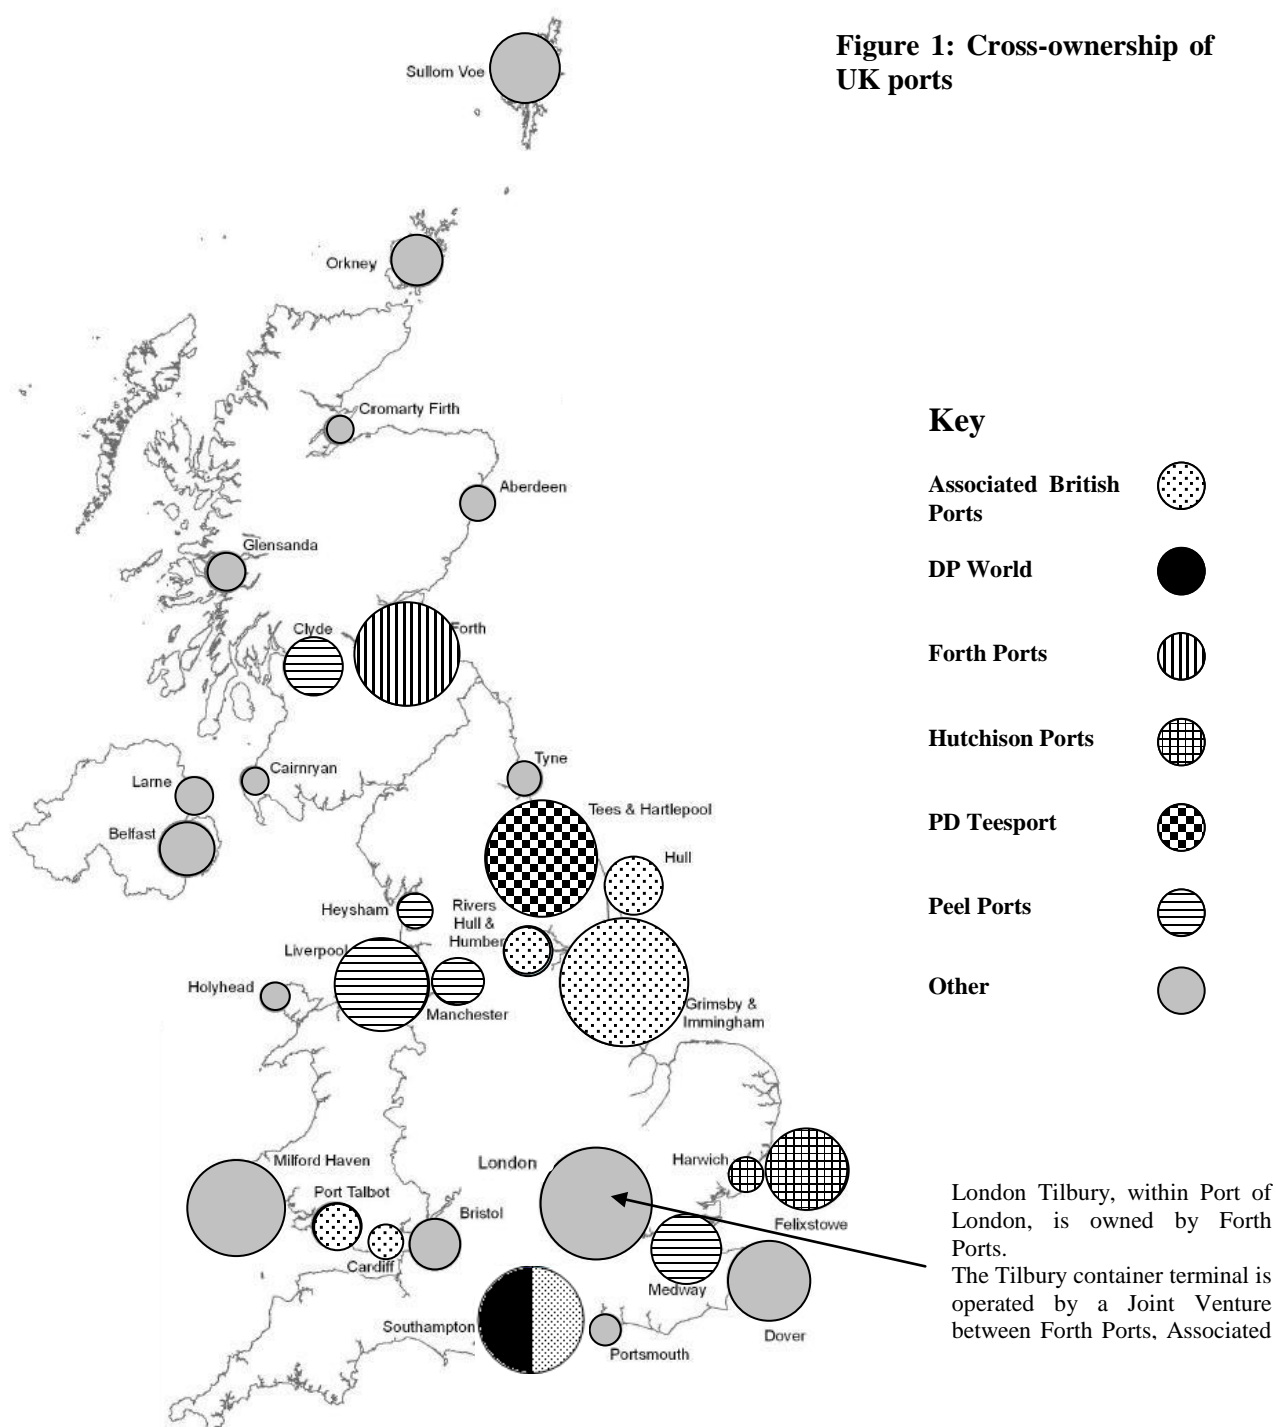 Figure 1: Cross-ownership of
UK ports
Sullom Voe
Orkney
Cromarty Firth
Aberdeen
Glensanda
Clyde
Forth
Cairnryan
Larne
Belfast
Tyne
Tees & Hartlepool
Hull
Heysham
Rivers
Hull &
Humber
Liverpool
Manchester
Holyhead
Grimsby &
Immingham
Milford Haven
Port Talbot
Cardiff
Bristol
London
Harwich
Felixstowe
Medway
Dover
Southampton
Portsmouth
Key
Associated British
Ports
DP World
Forth Ports
Hutchison Ports
PD Teesport
Peel Ports
Other
London Tilbury, within Port of
London, is owned by Forth
Ports.
The Tilbury container terminal is
operated by a Joint Venture
between Forth Ports, Associated